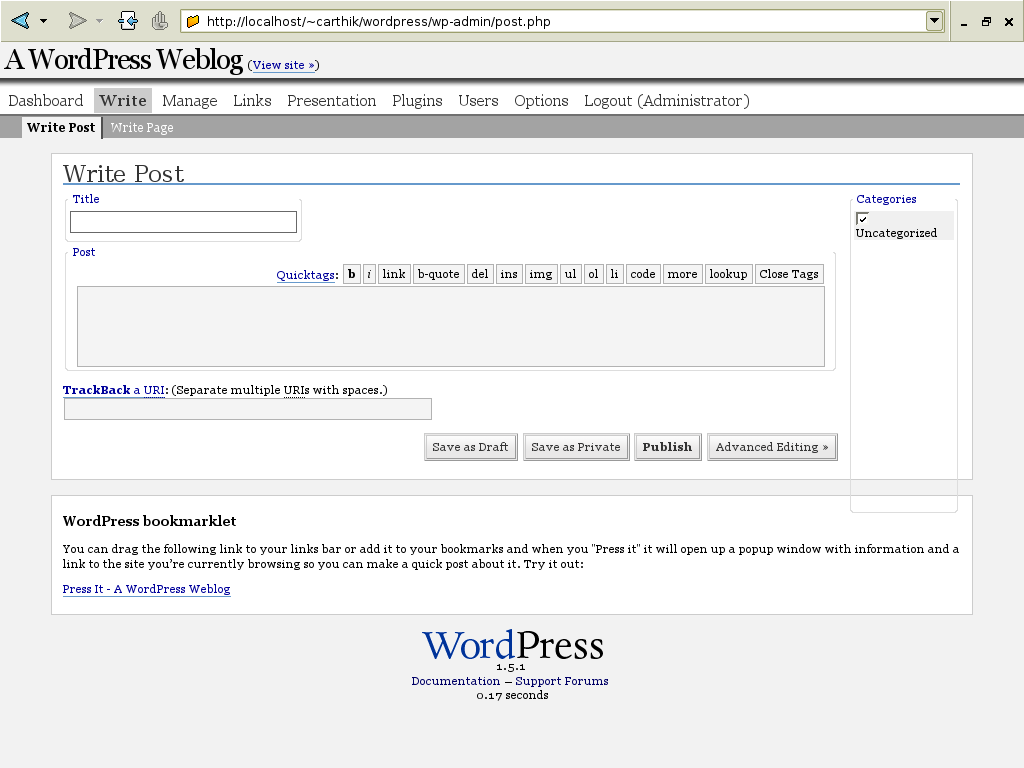 http://localhost/~carthik/wordpress/wp-admin/post.php
A WordPress Weblog (View site »)
Dashboard Write Manage Links Presentation Plugins Users Options Logout (Administrator)
Write Post Write Page
Write Post
Title
Categories
Uncategorized
Post
Quicktags: b i link b-quote del ins img ul ol li code more lookup Close Tags
TrackBack a URI: (Separate multiple URIs with spaces.)
Save as Draft Save as Private Publish Advanced Editing »
WordPress bookmarklet
You can drag the following link to your links bar or add it to your bookmarks and when you "Press it" it will open up a popup window with information and a
link to the site you're currently browsing so you can make a quick post about it. Try it out:
Press It - A WordPress Weblog
WordPress
1.5.1
Documentation — Support Forums
0.17 seconds